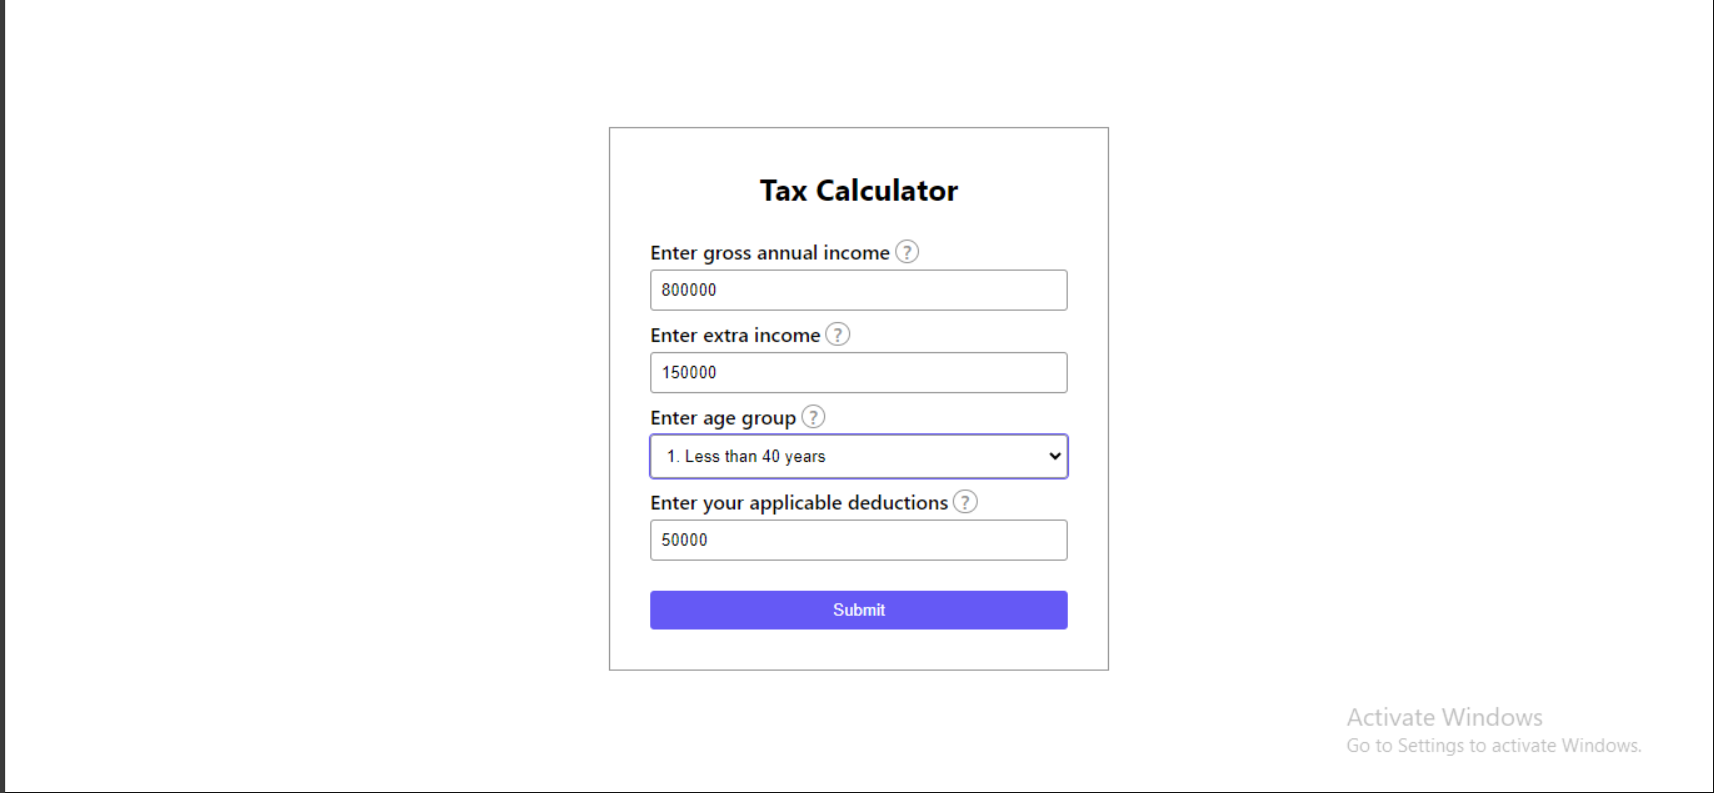 Tax Calculator
Enter gross annual income ?
800000
Enter extra income ?
150000
Enter age group ?
1. Less than 40 years
Enter your applicable deductions ?
50000
Submit
Activate Windows
Go to Settings to activate Windows.